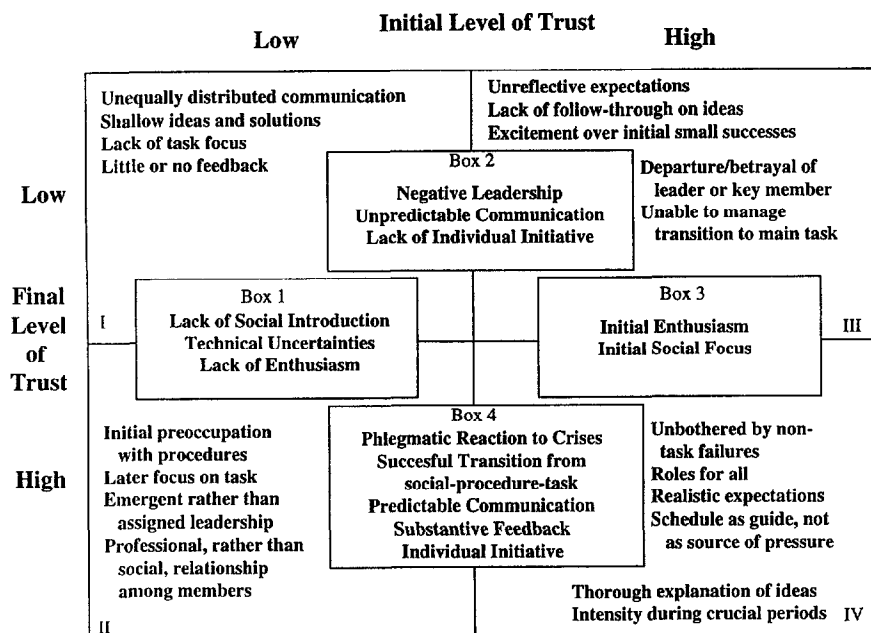 Initial Level of Trust
Low
High
Unequally distributed communication
Shallow ideas and solutions
Lack of task focus
Little or no feedback
Unreflective expectations
Lack of follow-through on ideas
Excitement over initial small successes
Departure/betrayal of
leader or key member
Unable to manage
transition to main task
Box 2
Negative Leadership
Unpredictable Communication
Lack of Individual Initiative
Low
Final
Level
of
Trust
High
I
Box 1
Lack of Social Introduction
Technical Uncertainties
Lack of Enthusiasm
Box 3
Initial Enthusiasm
Initial Social Focus
III
Initial preoccupation
with procedures
Later focus on task
Emergent rather than
assigned leadership
Professional, rather than
social, relationship
among members
II
Box 4
Phlegmatic Reaction to Crises
Succesful Transition from
social-procedure-task
Predictable Communication
Substantive Feedback
Individual Initiative
Unbothered by non-
task failures
Roles for all
Realistic expectations
Schedule as guide, not
as source of pressure
Thorough explanation of ideas
Intensity during crucial periods
IV